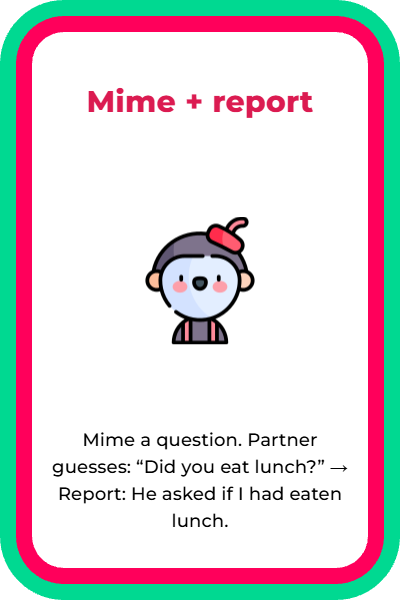 Mime + report
Mime a question. Partner
guesses: “Did you eat lunch?” →
Report: He asked if I had eaten
lunch.